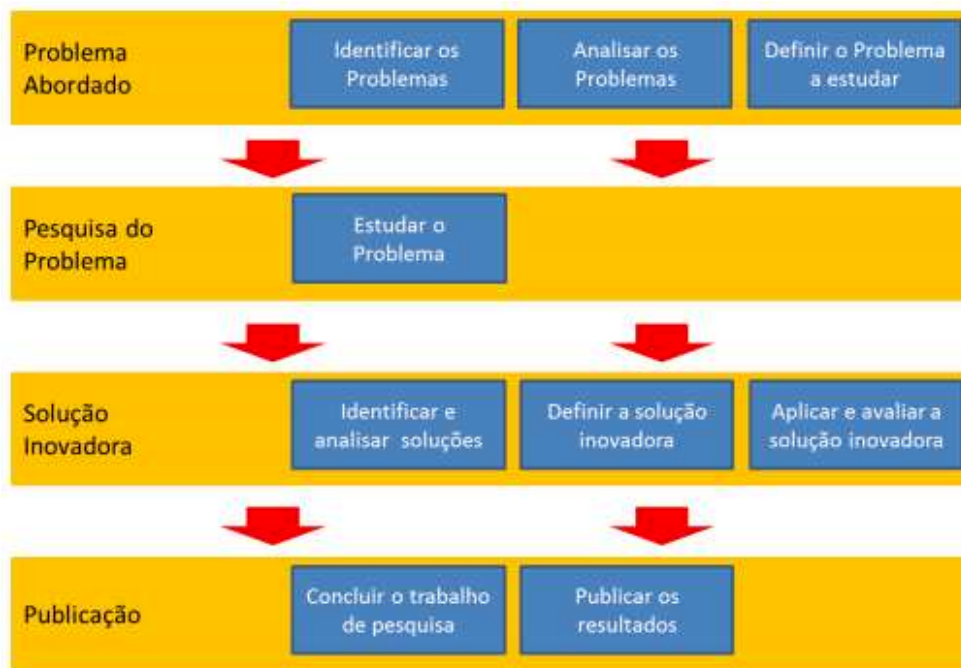 Problema
Abordado
Identificar os
Problemas
Analisar os
Problemas
Definir o Problema
a estudar
Pesquisa do
Problema
Estudar o
Problema
Solução
Inovadora
Identificar e
analisar soluções
Definir a solução
inovadora
Aplicar e avaliar a
solução inovadora
Publicação
Concluir o trabalho
de pesquisa
Publicar os
resultados